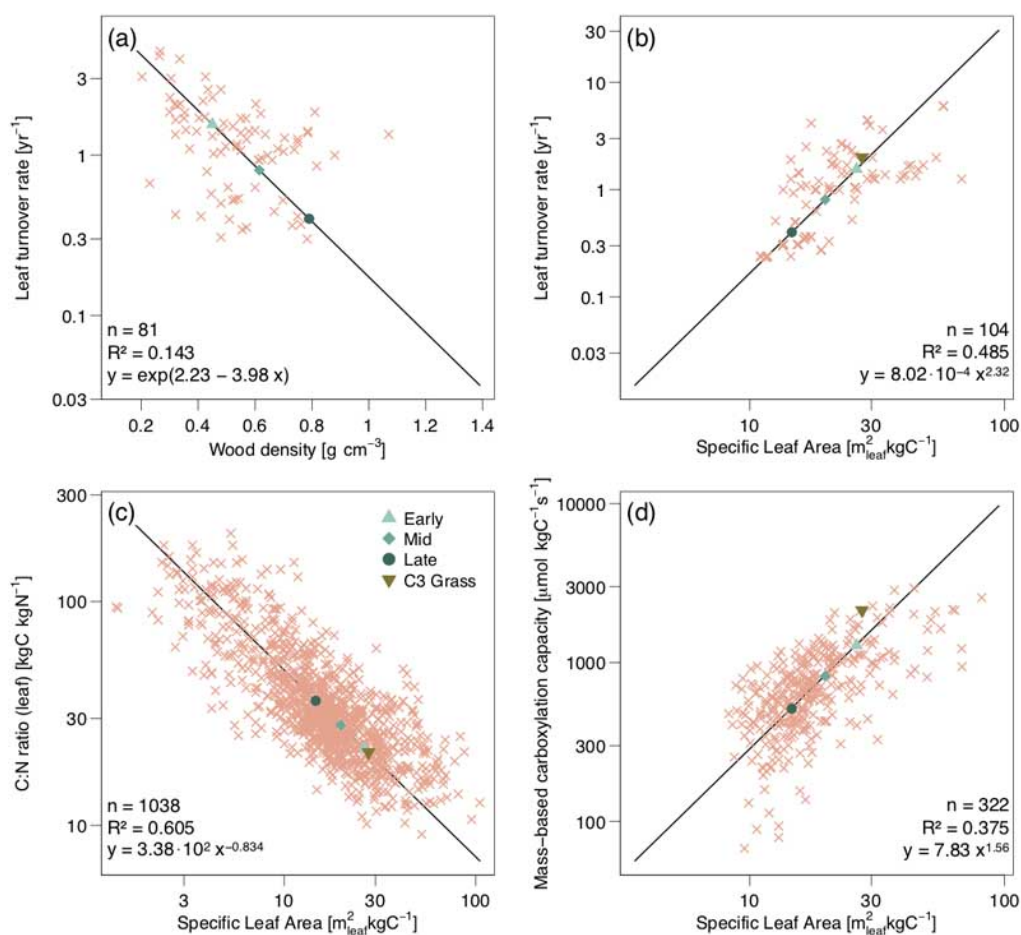 (a)
Leaf turnover rate [yr⁻¹]
3
1
0.3
0.1
0.03
n = 81
R² = 0.143
y = exp(2.23 − 3.98 x)
0.2 0.4 0.6 0.8 1 1.2 1.4
Wood density [g cm⁻³]
(b)
Leaf turnover rate [yr⁻¹]
30
10
3
1
0.3
0.1
0.03
n = 104
R² = 0.485
y = 8.02·10⁻⁴ x²·³²
10 30 100
Specific Leaf Area [m²leaf kgC⁻¹]
(c)
C:N ratio (leaf) [kgC kgN⁻¹]
300
100
30
10
Early
Mid
Late
C3 Grass
n = 1038
R² = 0.605
y = 3.38·10² x⁻⁰·⁸³⁴
3 10 30 100
Specific Leaf Area [m²leaf kgC⁻¹]
(d)
Mass−based carboxylation capacity [μmol kgC⁻¹s⁻¹]
10000
3000
1000
300
100
n = 322
R² = 0.375
y = 7.83 x¹·⁵⁶
10 30 100
Specific Leaf Area [m²leaf kgC⁻¹]